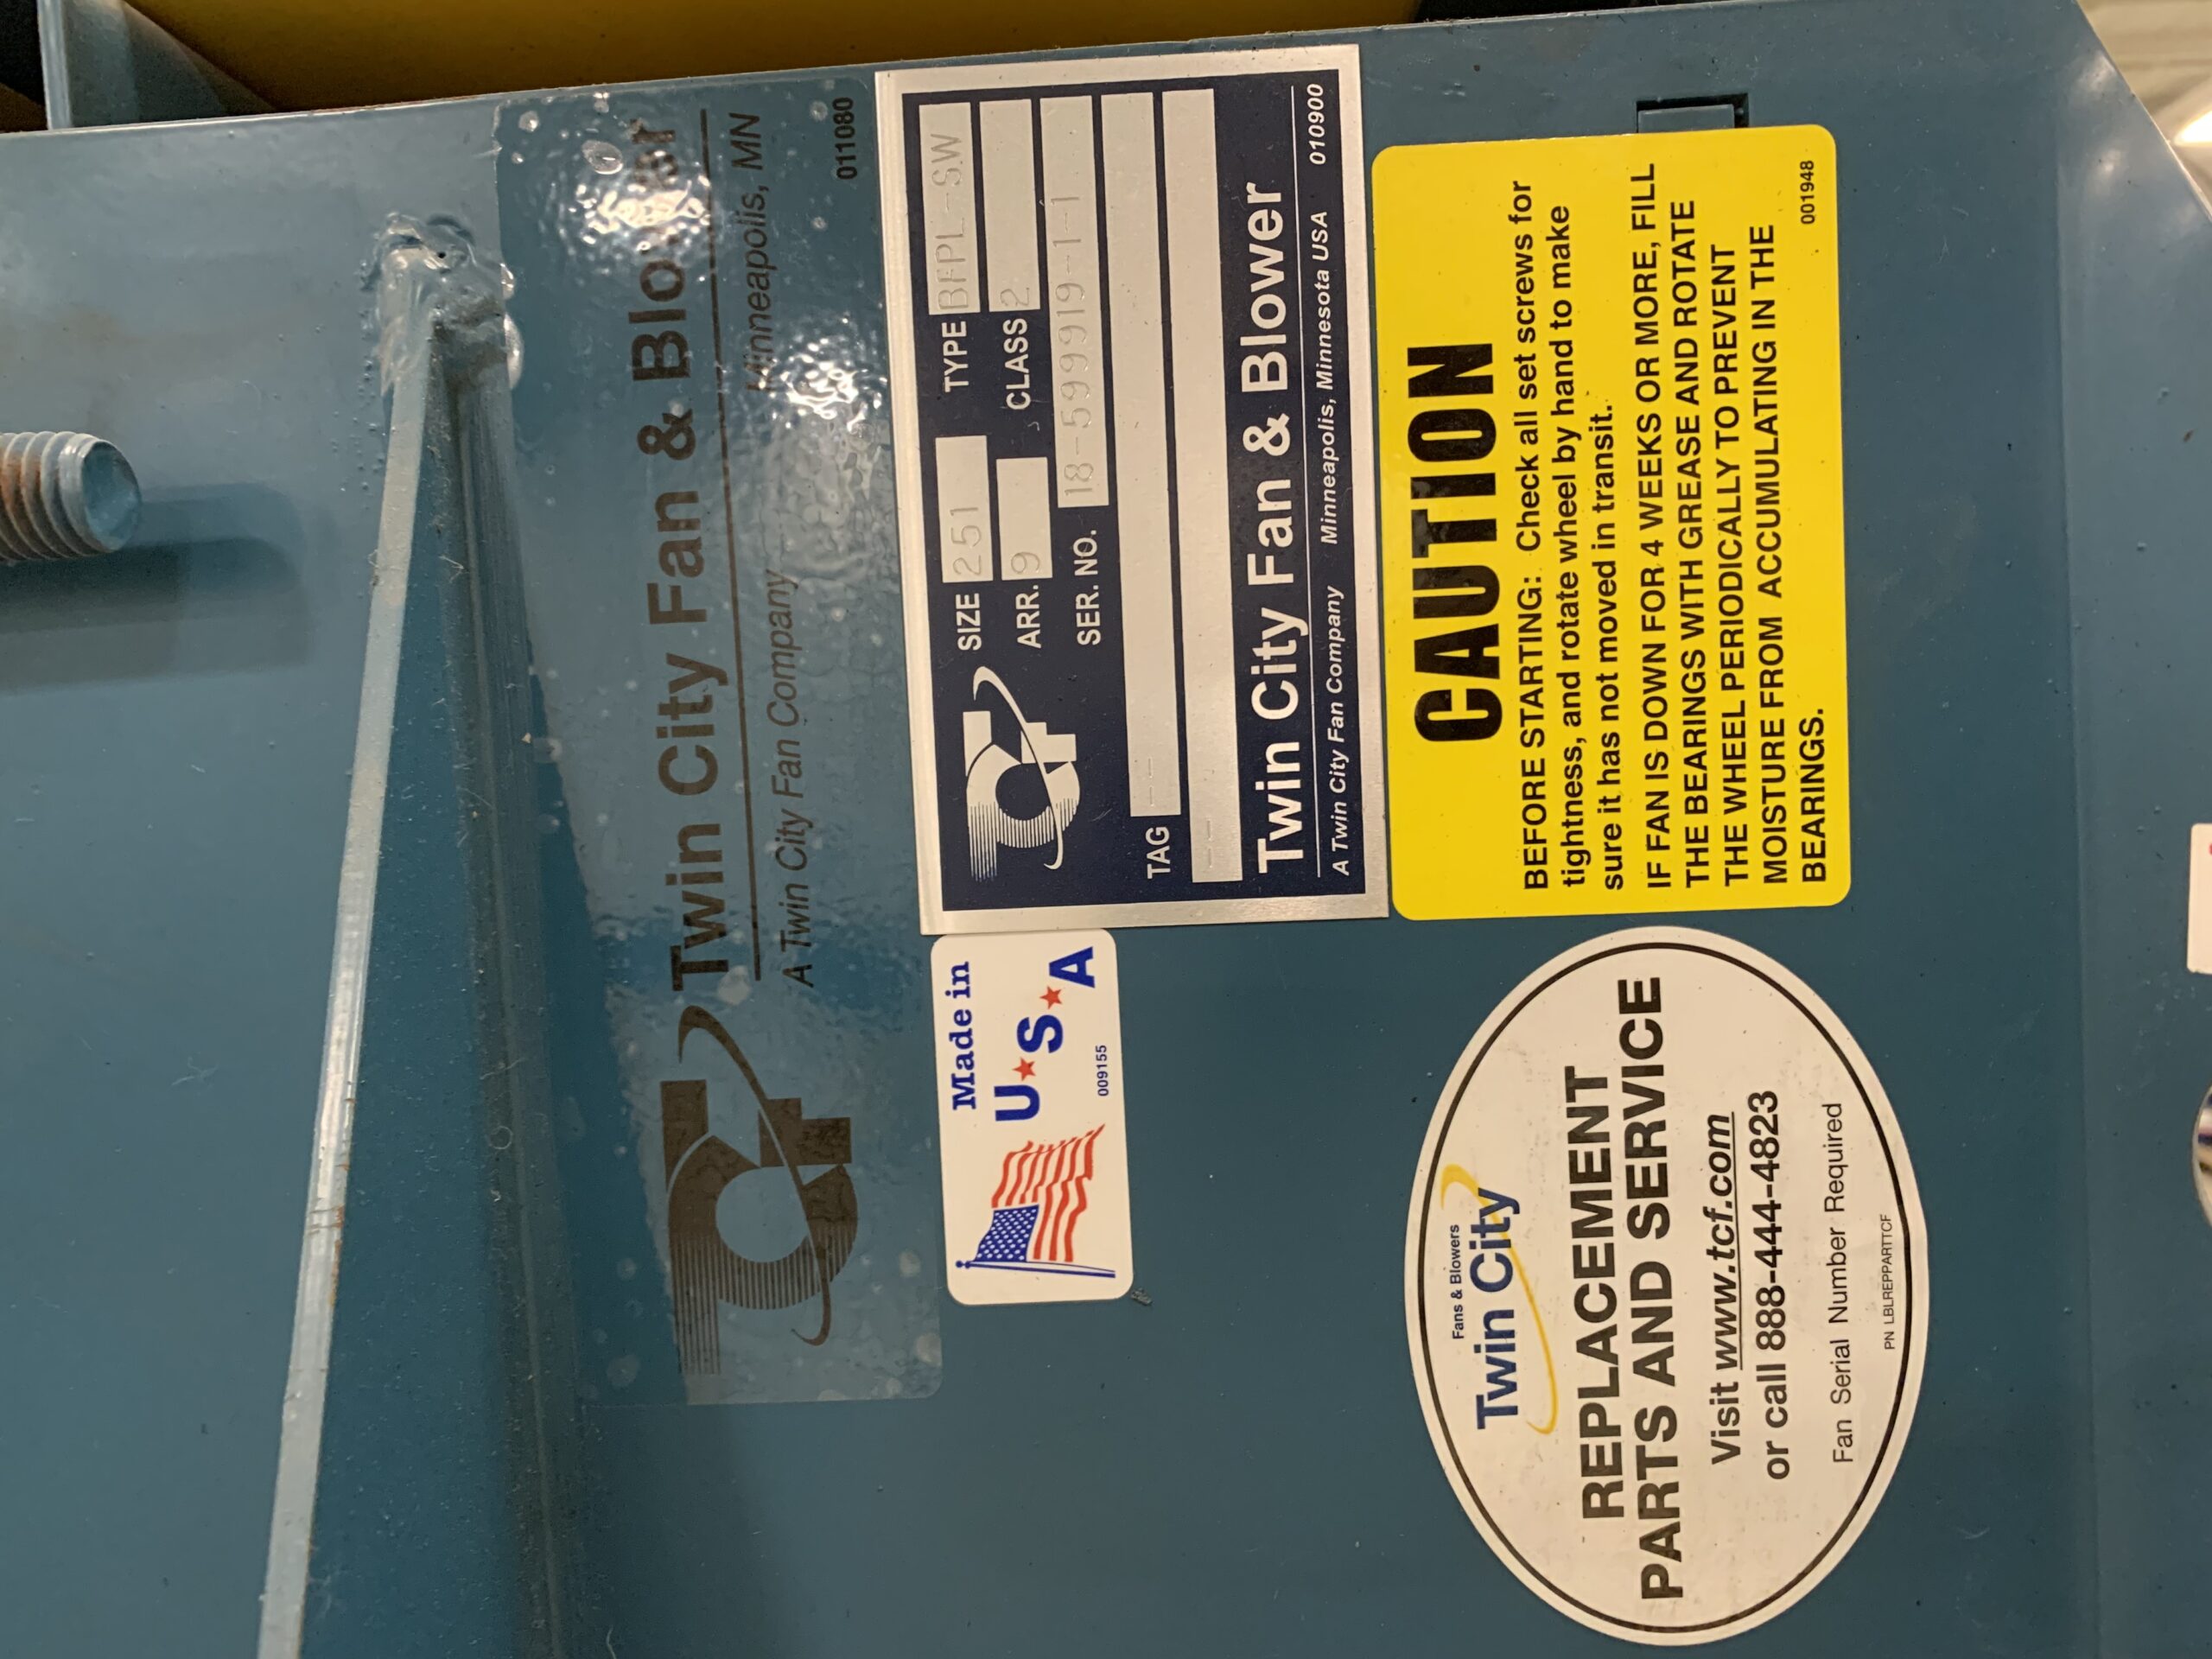 Twin City Fan & Blower
A Twin City Fan Company Minneapolis, MN
011080
SIZE 251 TYPE BFPL-SW
ARR. 9 CLASS 2
SER. NO. 18-599919-1-1
TAG --
--
Twin City Fan & Blower
A Twin City Fan Company Minneapolis, Minnesota USA 010900
Made in
U.S.A
009155
CAUTION
BEFORE STARTING: Check all set screws for
tightness, and rotate wheel by hand to make
sure it has not moved in transit.
IF FAN IS DOWN FOR 4 WEEKS OR MORE, FILL
THE BEARINGS WITH GREASE AND ROTATE
THE WHEEL PERIODICALLY TO PREVENT
MOISTURE FROM ACCUMULATING IN THE
BEARINGS.
001948
Fans & Blowers
Twin City
REPLACEMENT
PARTS AND SERVICE
Visit www.tcf.com
or call 888-444-4823
Fan Serial Number Required
PN LBLREPPARTTCF